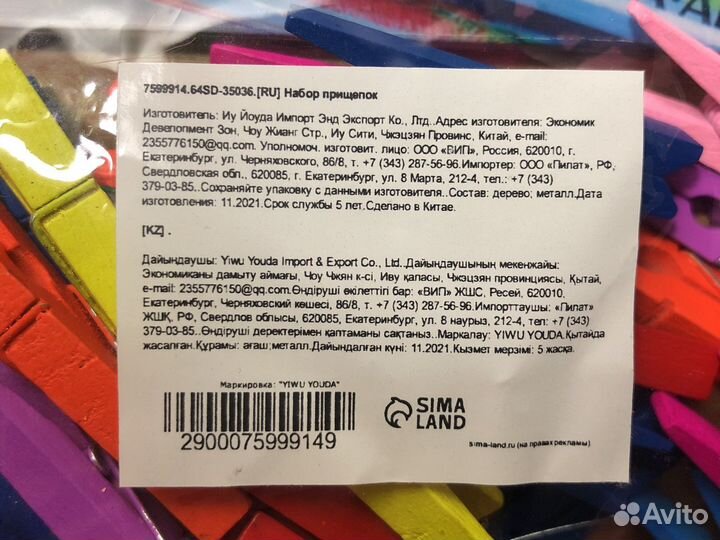 7599914.64SD-35036.[RU] Набор прищепок
Изготовитель: Иу Йоуда Импорт Энд Экспорт Ко., Лтд..Адрес изготовителя: Экономик
Девелопмент Зон, Чоу Жианг Стр., Иу Сити, Чжэцзян Провинс, Китай, e-mail:
2355776150@qq.com. Уполномоч. изготовит. лицо: ООО «ВИП», Россия, 620010, г.
Екатеринбург, ул. Черняховского, 86/8, т. +7 (343) 287-56-96.Импортер: ООО «Пилат», РФ,
Свердловская обл., 620085, г. Екатеринбург, ул. 8 Марта, 212-4, тел.: +7 (343)
379-03-85..Сохраняйте упаковку с данными изготовителя..Состав: дерево; металл.Дата
изготовления: 11.2021.Срок службы 5 лет.Сделано в Китае.
[KZ] .
Дайындаушы: Yiwu Youda Import & Export Co., Ltd..Дайындаушының мекенжайы:
Экономиканы дамыту аймағы, Чоу Чжян к-сі, Иву қаласы, Чжэцзян провинциясы, Қытай,
e-mail: 2355776150@qq.com.Өндіруші өкілеттігі бар: «ВИП» ЖШС, Ресей, 620010,
Екатеринбург, Черняховский көшесі, 86/8, т. +7 (343) 287-56-96.Импорттаушы: «Пилат»
ЖШҚ, РФ, Свердлов облысы, 620085, Екатеринбург, ул. 8 наурыз, 212-4, тел: +7 (343)
379-03-85..Өндіруші деректерімен қаптаманы сақтаңыз..Маркалау: YIWU YOUDA.Қытайда
жасалған.Құрамы: ағаш;металл.Дайындалған күні: 11.2021.Кызмет мерзімі: 5 жасқа.
Маркировка: "YIWU YOUDA"
2900075999149
SIMA
LAND
sima-land.ru (на правах рекламы).
Avito